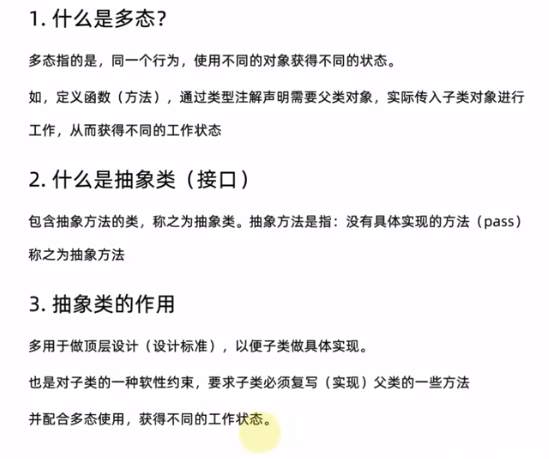 1. 什么是多态？
多态指的是，同一个行为，使用不同的对象获得不同的状态。
如，定义函数（方法），通过类型注解声明需要父类对象，实际传入子类对象进行
工作，从而获得不同的工作状态
2. 什么是抽象类（接口）
包含抽象方法的类，称之为抽象类。抽象方法是指：没有具体实现的方法（pass）
称之为抽象方法
3. 抽象类的作用
多用于做顶层设计（设计标准），以便子类做具体实现。
也是对子类的一种软性约束，要求子类必须复写（实现）父类的一些方法
并配合多态使用，获得不同的工作状态。